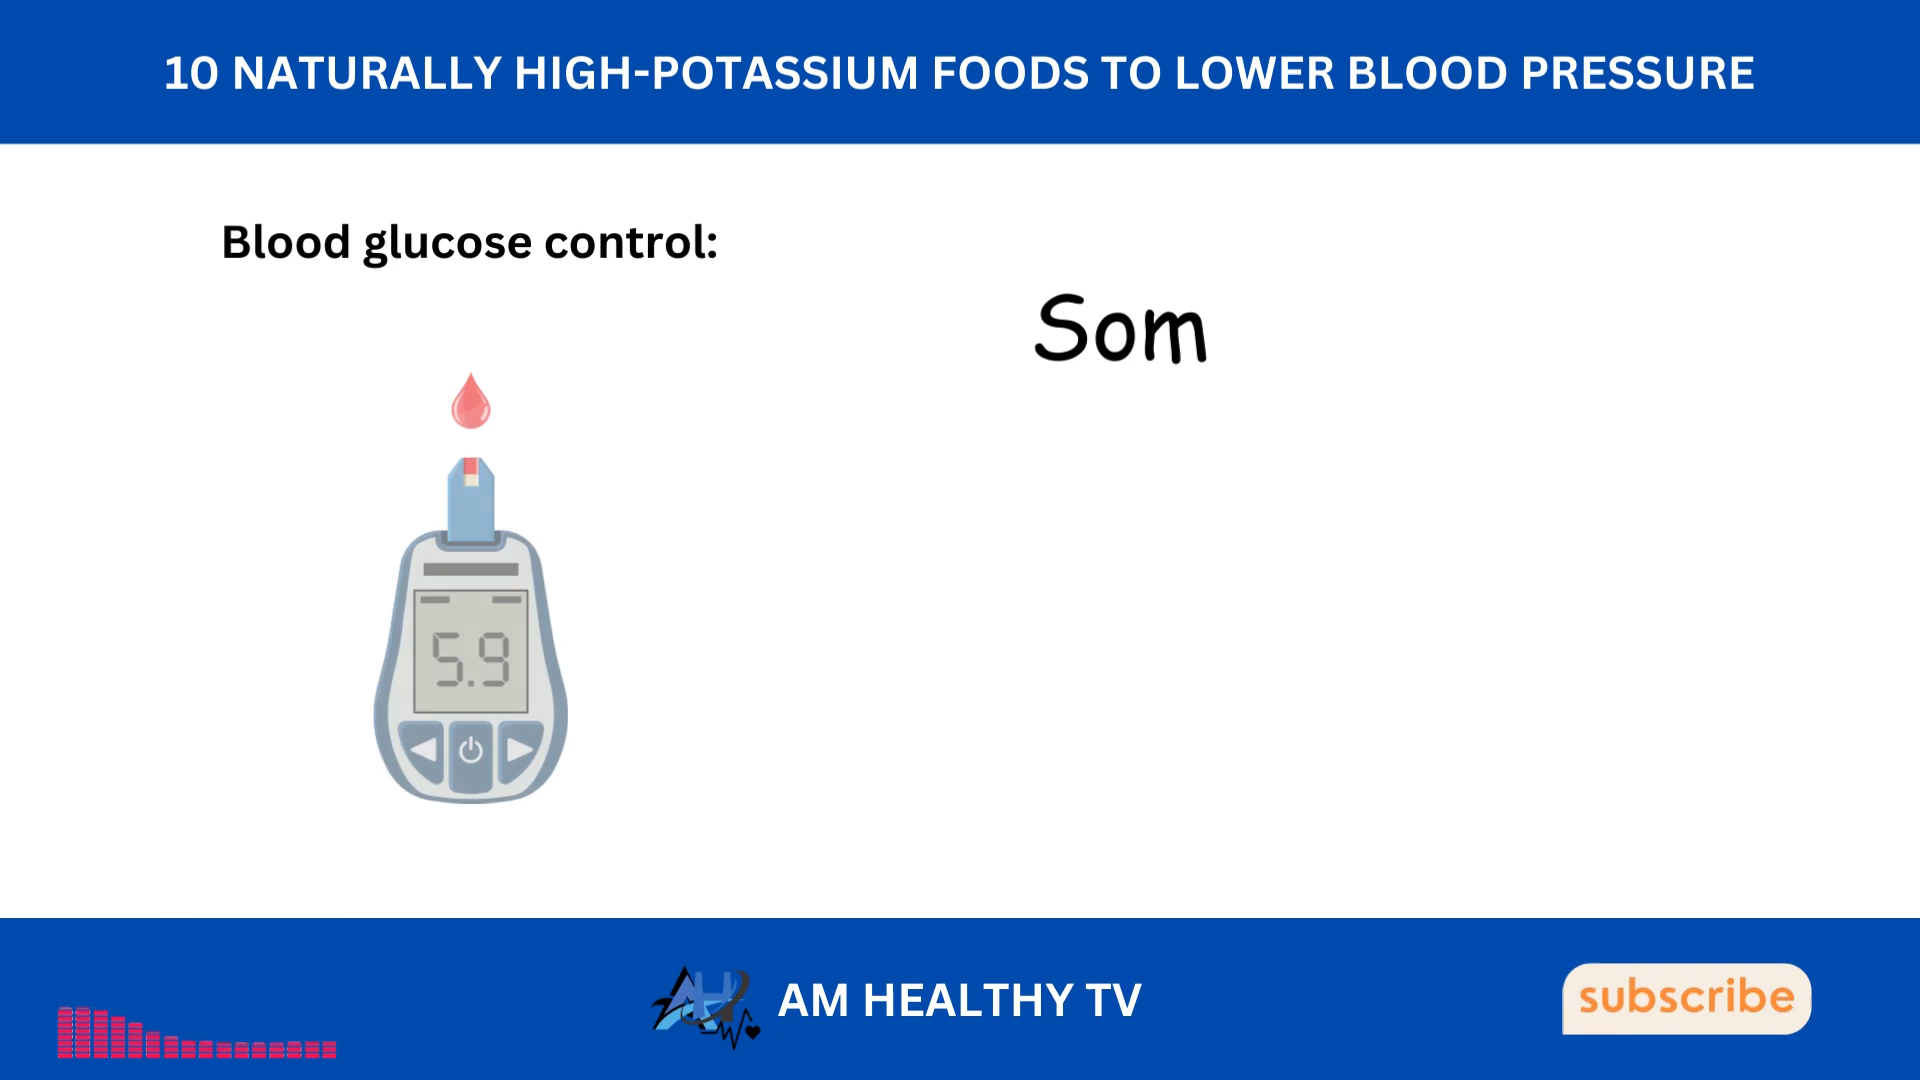 10 NATURALLY HIGH-POTASSIUM FOODS TO LOWER BLOOD PRESSURE
Blood glucose control:
Som
5.9
AM HEALTHY TV
subscribe